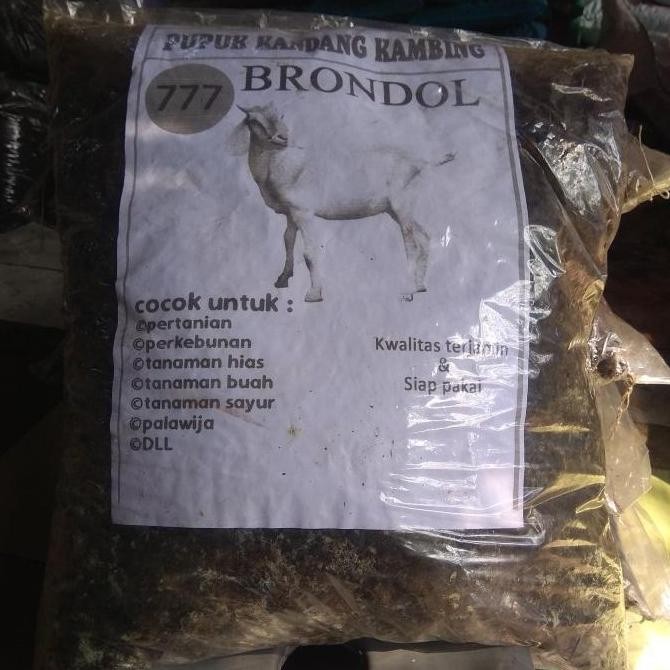 PUPUK KANDANG KAMBING
777 BRONDOL
cocok untuk :
©pertanian
©perkebunan
©tanaman hias
©tanaman buah
©tanaman sayur
©palawija
©DLL
Kwalitas terjamin
&
Siap pakai